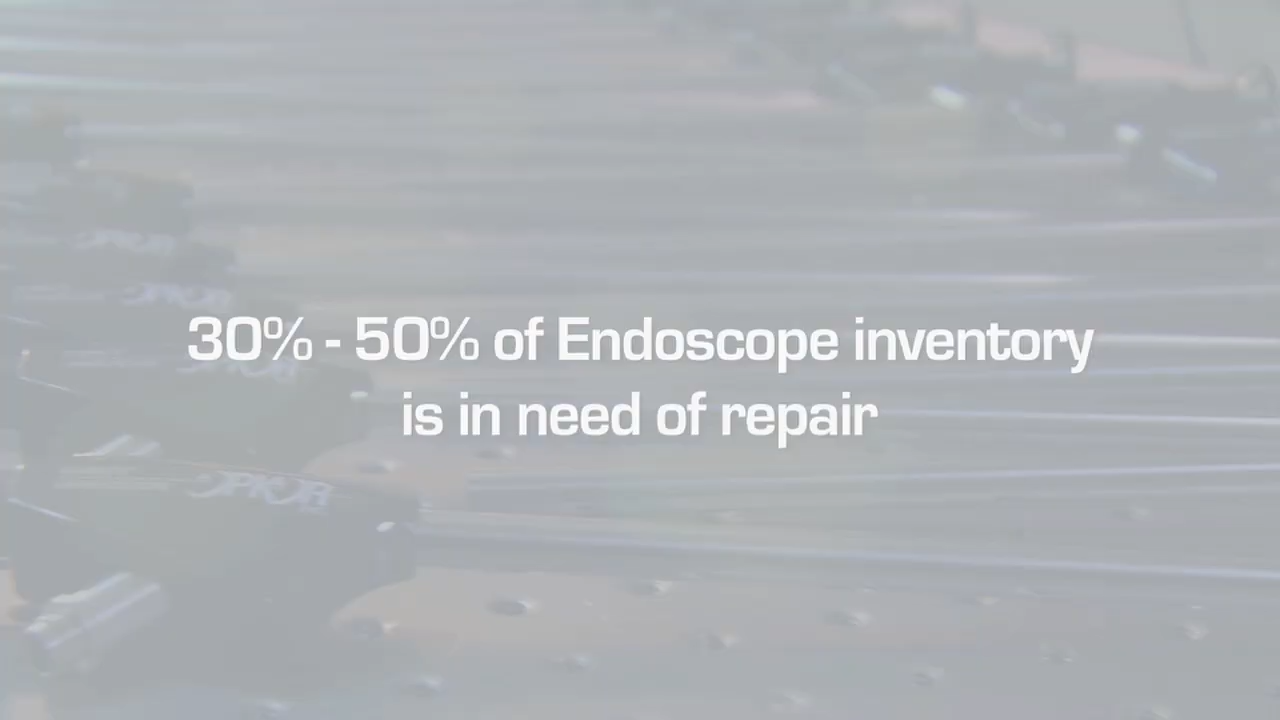 30% - 50% of Endoscope inventory
is in need of repair